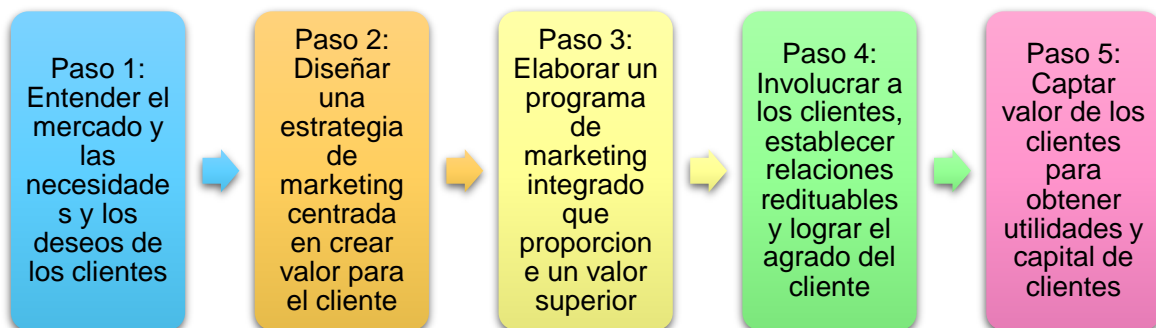 Paso 1:
Entender el
mercado y
las
necesidade
s y los
deseos de
los clientes
Paso 2:
Diseñar
una
estrategia
de
marketing
centrada
en crear
valor para
el cliente
Paso 3:
Elaborar un
programa
de
marketing
integrado
que
proporcion
e un valor
superior
Paso 4:
Involucrar a
los clientes,
establecer
relaciones
redituables
y lograr el
agrado del
cliente
Paso 5:
Captar
valor de los
clientes
para
obtener
utilidades y
capital de
clientes